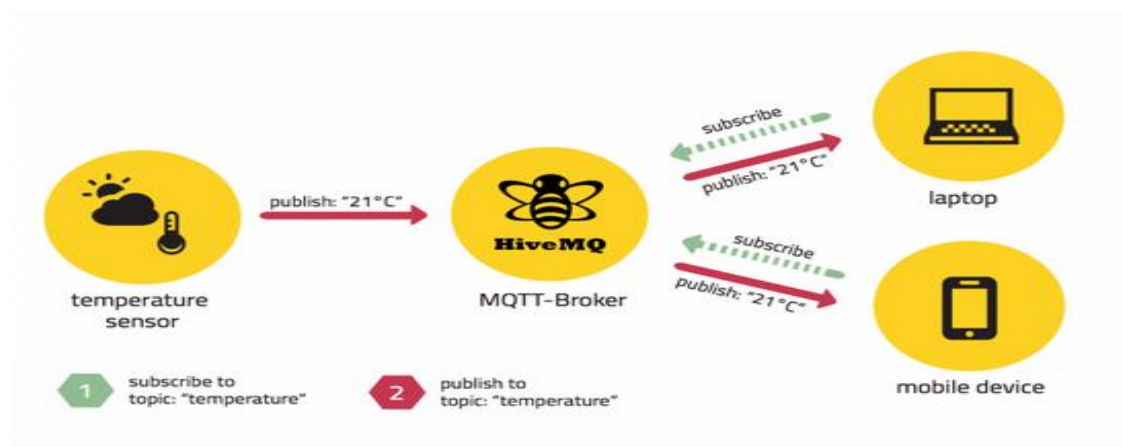 publish: "21°C"
HiveMQ
subscribe
publish: "21°C"
subscribe
publish: "21°C"
temperature
sensor
MQTT-Broker
laptop
mobile device
1
subscribe to
topic: "temperature"
2
publish to
topic: "temperature"